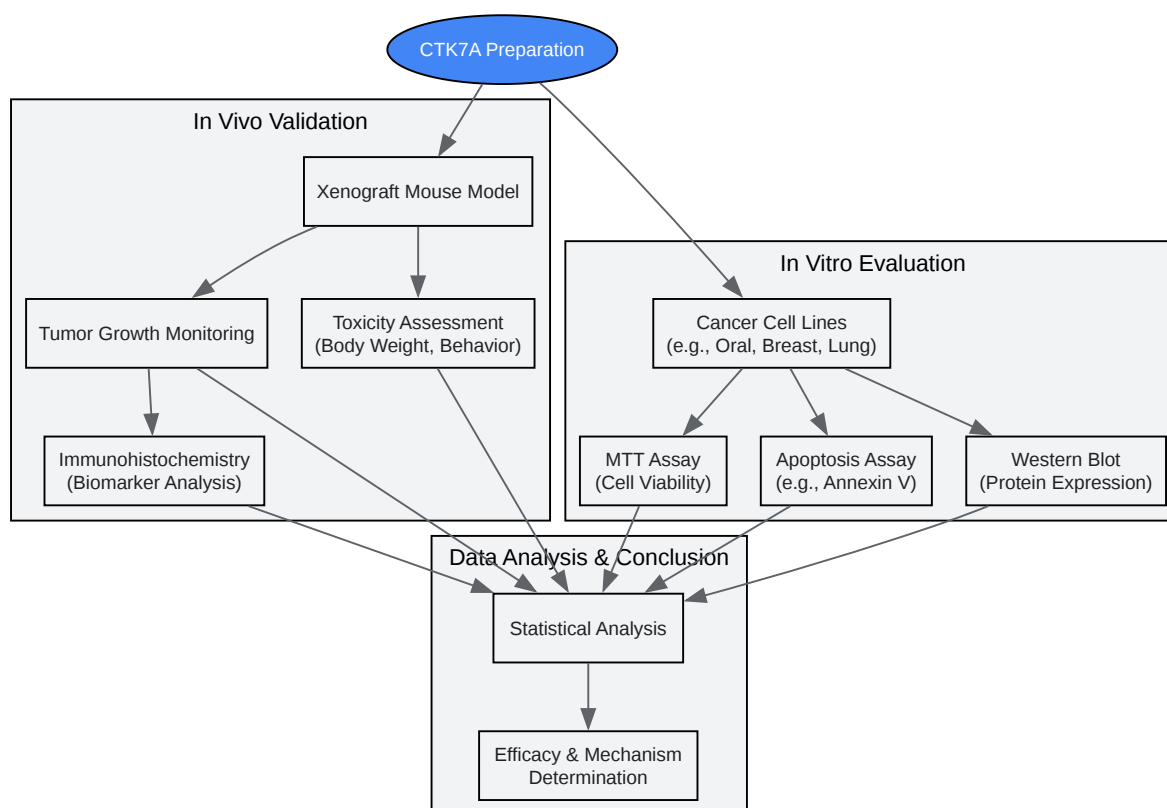 CTK7A Preparation
In Vivo Validation
Xenograft Mouse Model
Tumor Growth Monitoring
Toxicity Assessment
(Body Weight, Behavior)
Immunohistochemistry
(Biomarker Analysis)
In Vitro Evaluation
Cancer Cell Lines
(e.g., Oral, Breast, Lung)
MTT Assay
(Cell Viability)
Apoptosis Assay
(e.g., Annexin V)
Western Blot
(Protein Expression)
Data Analysis & Conclusion
Statistical Analysis
Efficacy & Mechanism
Determination